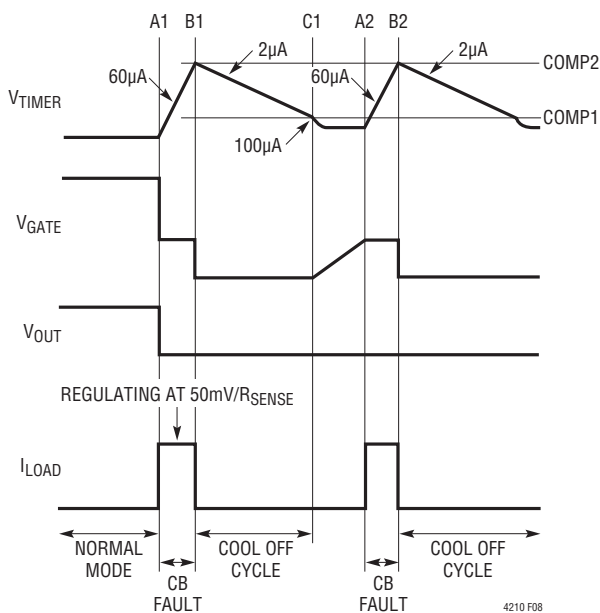 A1 B1 C1 A2 B2
2µA 2µA
COMP2
60µA 60µA
VTIMER
COMP1
100µA
VGATE
VOUT
REGULATING AT 50mV/RSENSE
ILOAD
NORMAL MODE
COOL OFF CYCLE
COOL OFF CYCLE
CB FAULT
CB FAULT
4210 F08